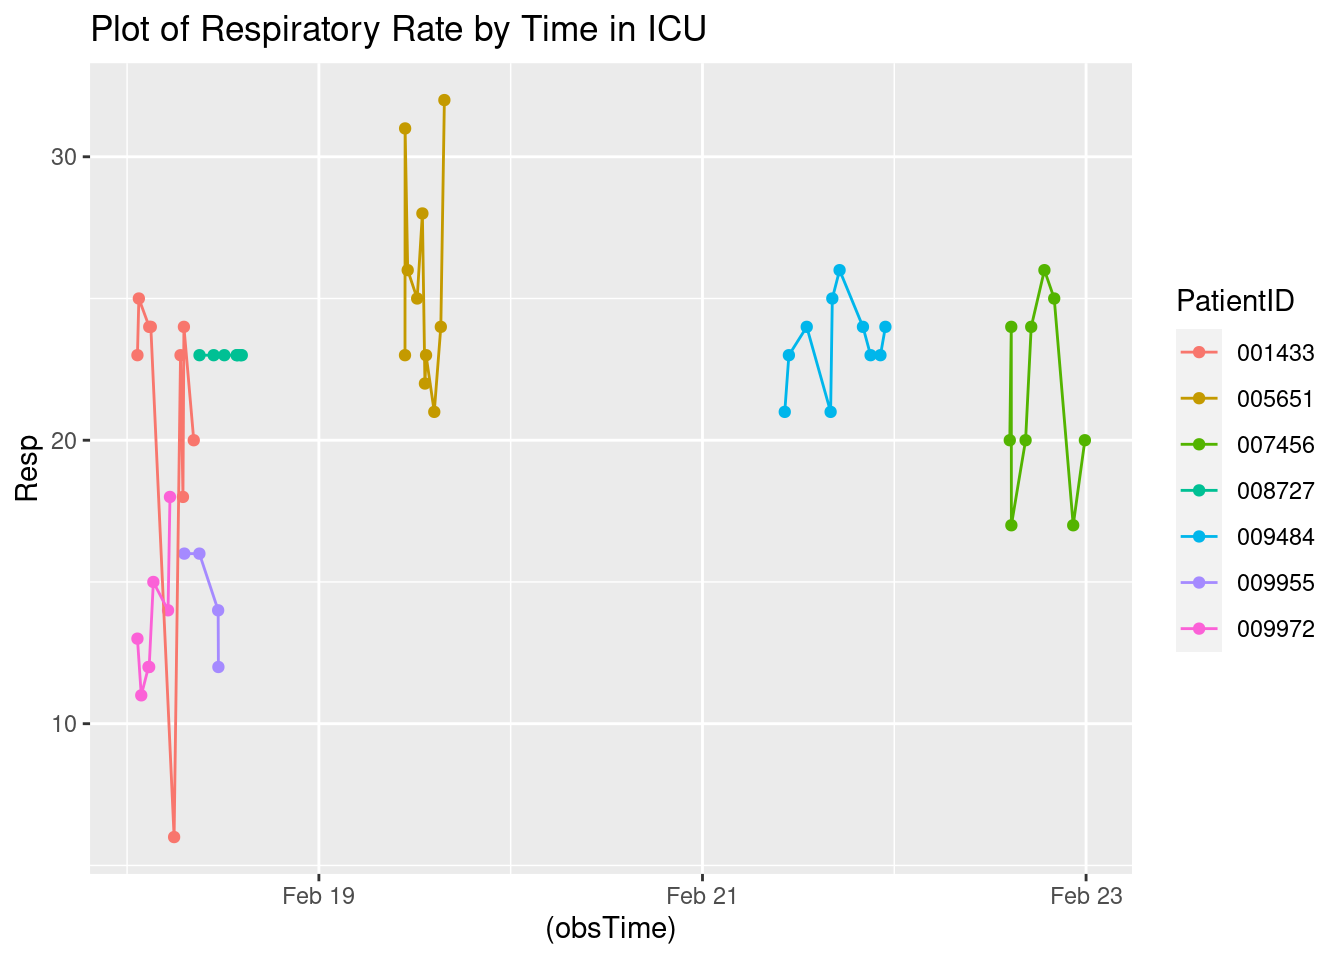 Plot of Respiratory Rate by Time in ICU
30
20
10
Resp
Feb 19
Feb 21
Feb 23
(obsTime)
PatientID
001433
005651
007456
008727
009484
009955
009972